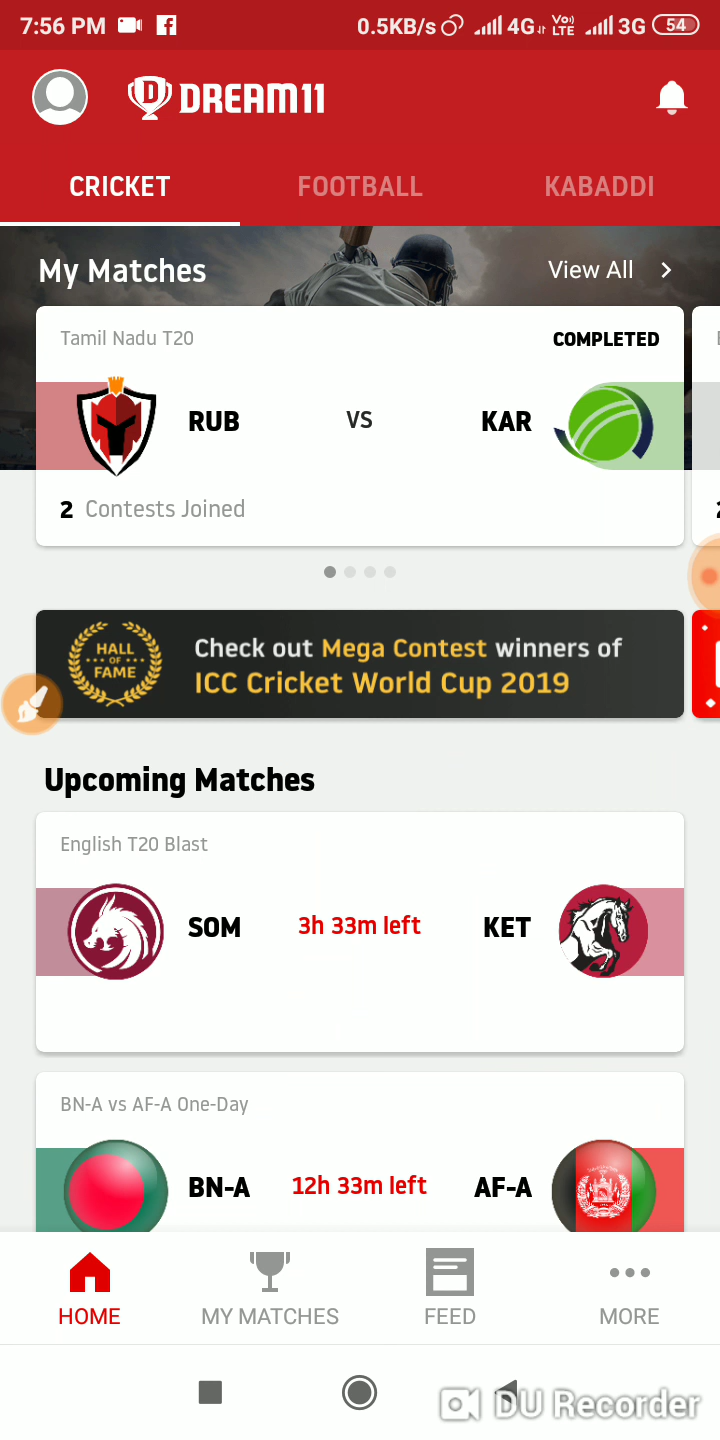 7:56 PM 0.5KB/s 4G VoLTE 3G 54
D DREAM11
CRICKET FOOTBALL KABADDI
My Matches View All
Tamil Nadu T20 COMPLETED
RUB VS KAR
2 Contests Joined
HALL OF FAME
Check out Mega Contest winners of
ICC Cricket World Cup 2019
Upcoming Matches
English T20 Blast
SOM 3h 33m left KET
BN-A vs AF-A One-Day
BN-A 12h 33m left AF-A
HOME MY MATCHES FEED MORE
DU Recorder